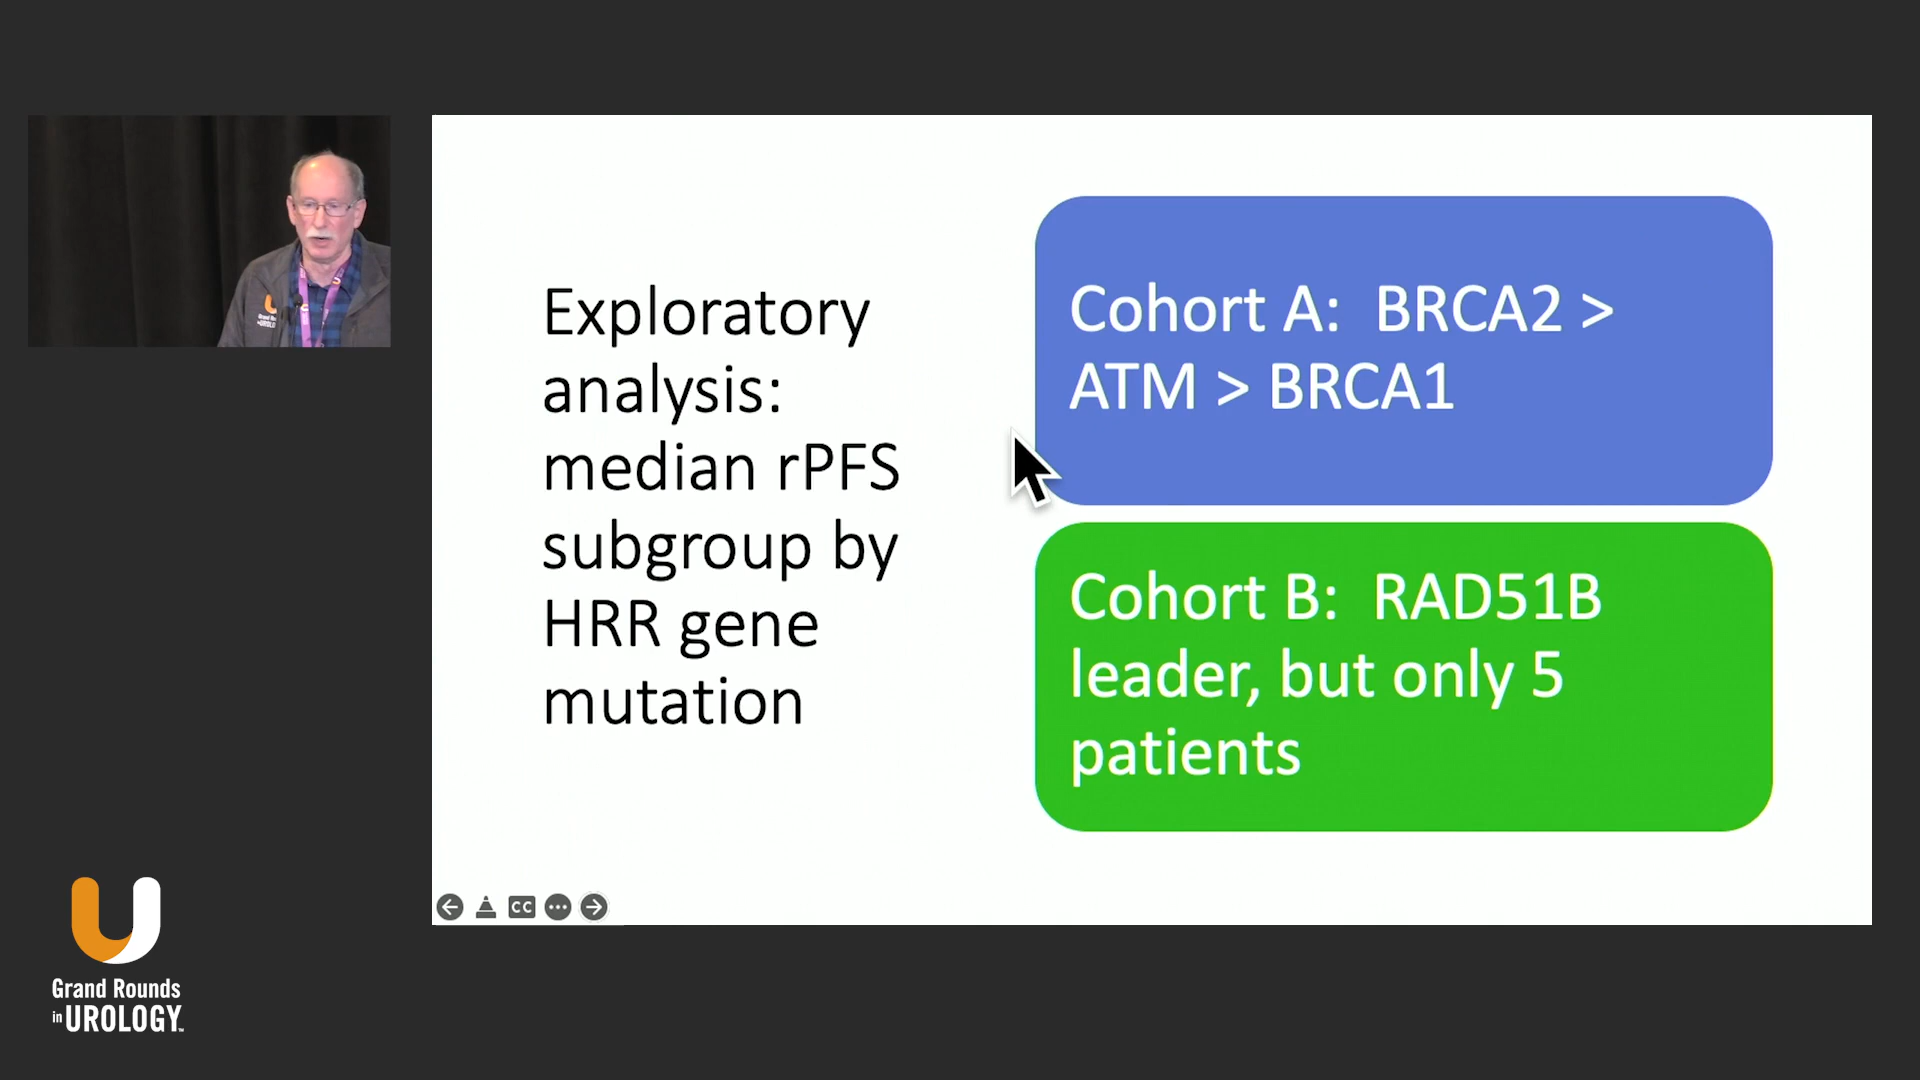 Exploratory
analysis:
median rPFS
subgroup by
HRR gene
mutation
Cohort A: BRCA2 >
ATM > BRCA1
Cohort B: RAD51B
leader, but only 5
patients
CC
Grand Rounds
in UROLOGY